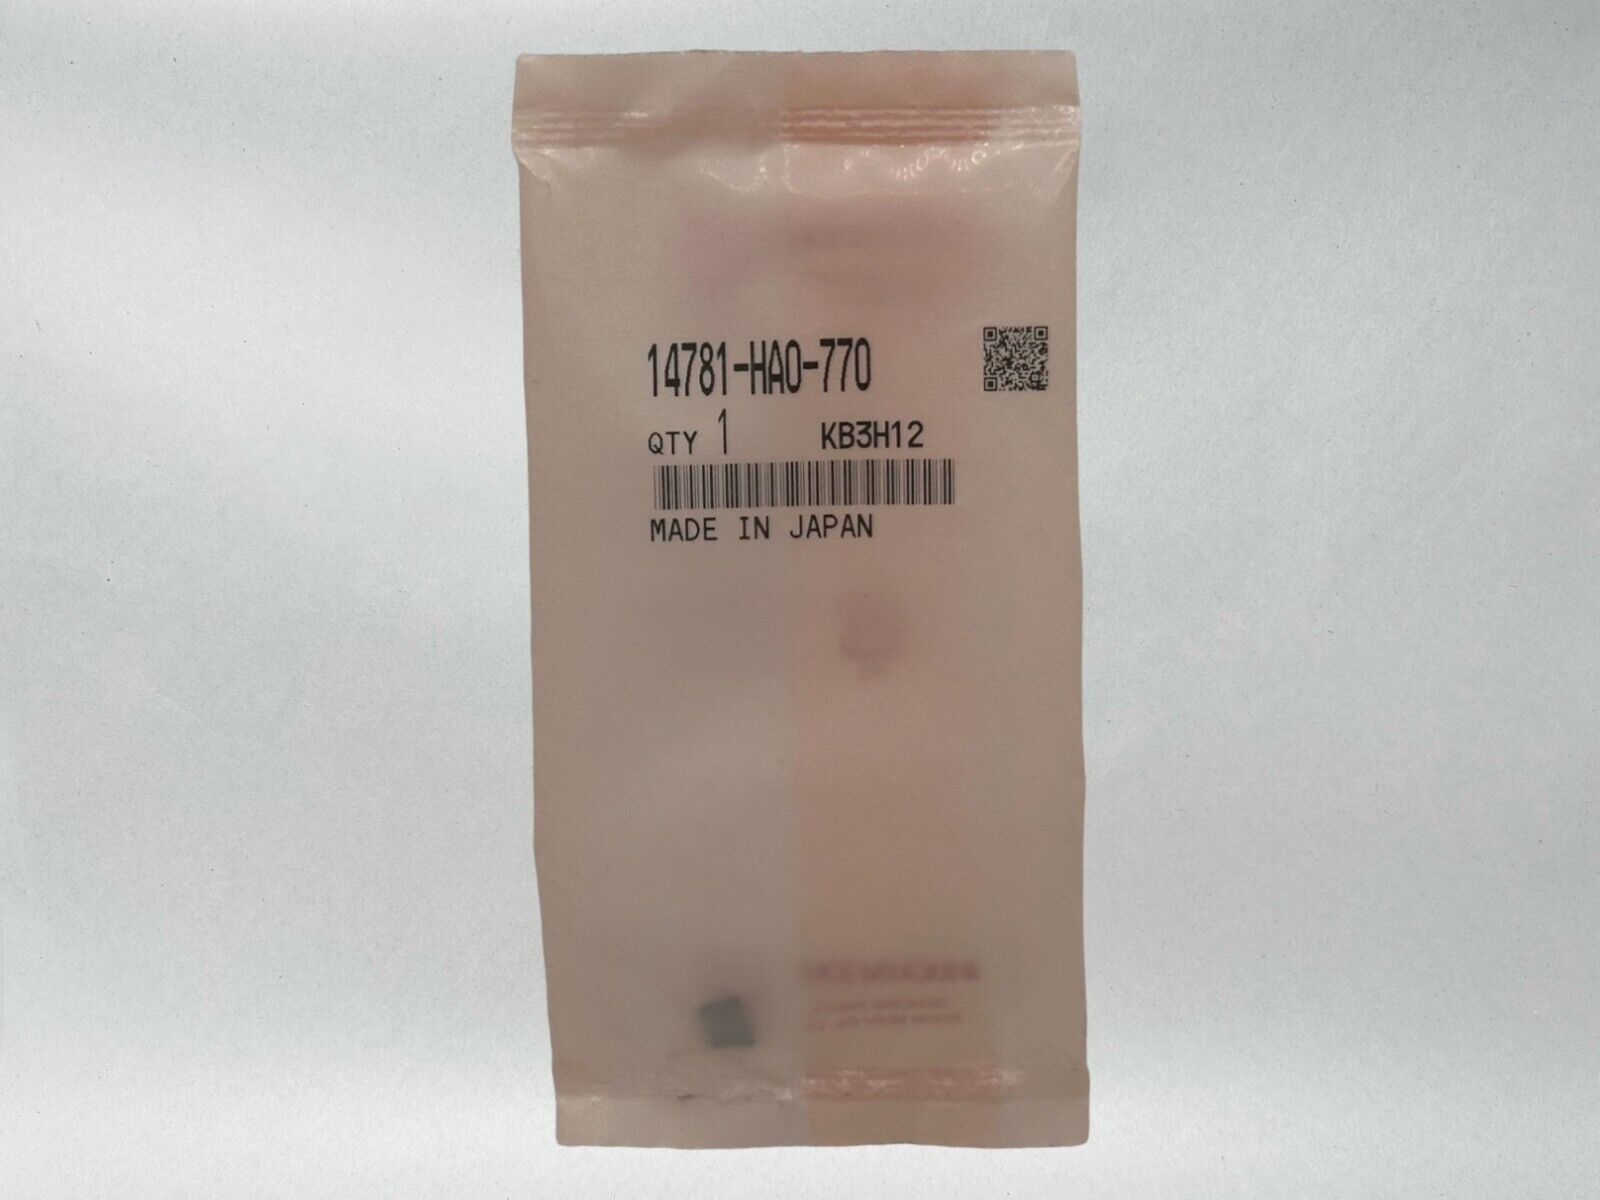 14781-HA0-770
QTY 1 KB3H12
MADE IN JAPAN